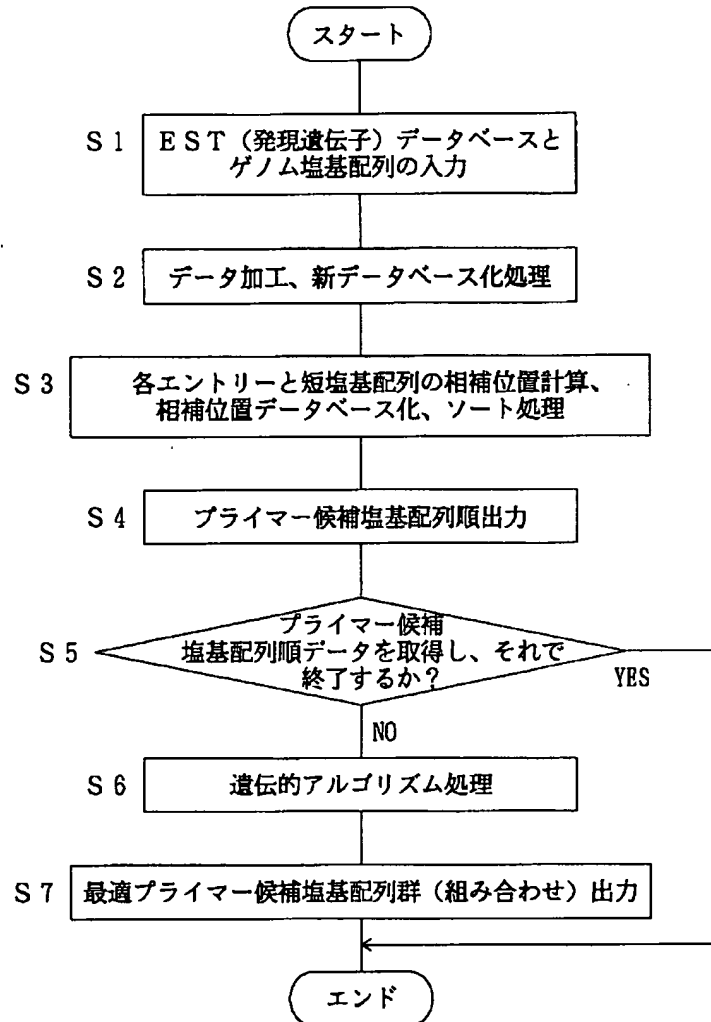 スタート
S1 EST(発現遺伝子)データベースと
ゲノム塩基配列の入力
S2 データ加工、新データベース化処理
S3 各エントリーと短塩基配列の相補位置計算、
相補位置データベース化、ソート処理
S4 プライマー候補塩基配列順出力
プライマー候補
S5 塩基配列順データを取得し、それで
終了するか?
YES
NO
S6 遺伝的アルゴリズム処理
S7 最適プライマー候補塩基配列群(組み合わせ)出力
エンド